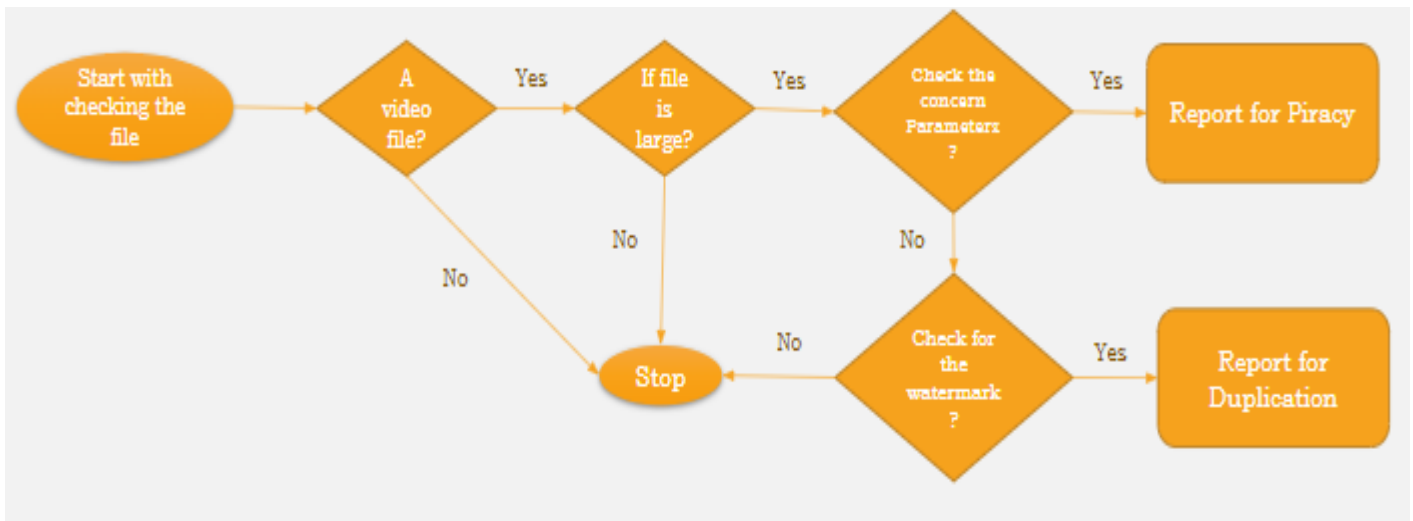 Start with
checking the
file
A
video
file?
Yes
If file
is
large?
Yes
Check the
concern
Parameters
?
Yes
Report for Piracy
No
No
No
Stop
No
Check for
the
watermark
?
Yes
Report for
Duplication